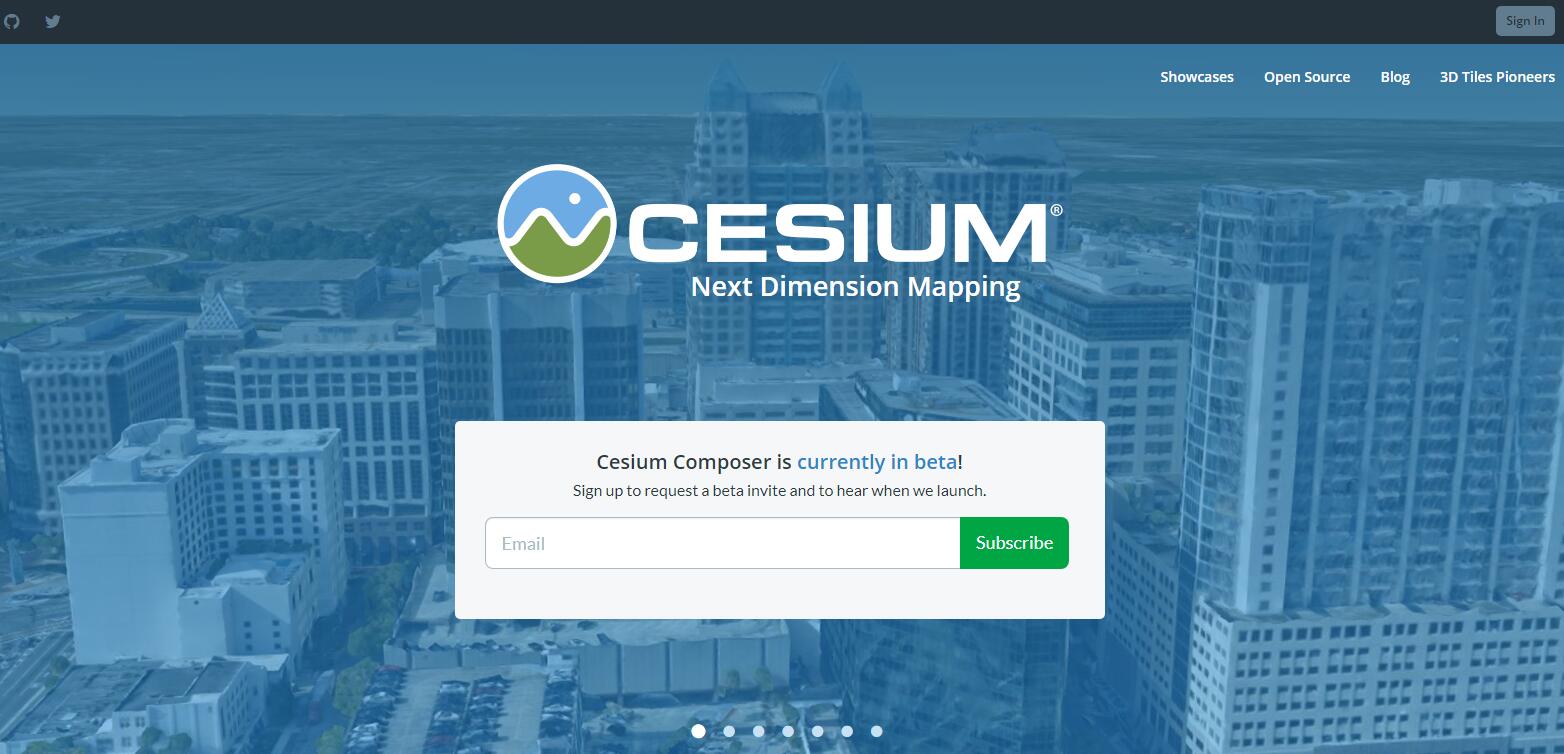 Sign In
Showcases Open Source Blog 3D Tiles Pioneers
CESIUM®
Next Dimension Mapping
Cesium Composer is currently in beta!
Sign up to request a beta invite and to hear when we launch.
Email Subscribe